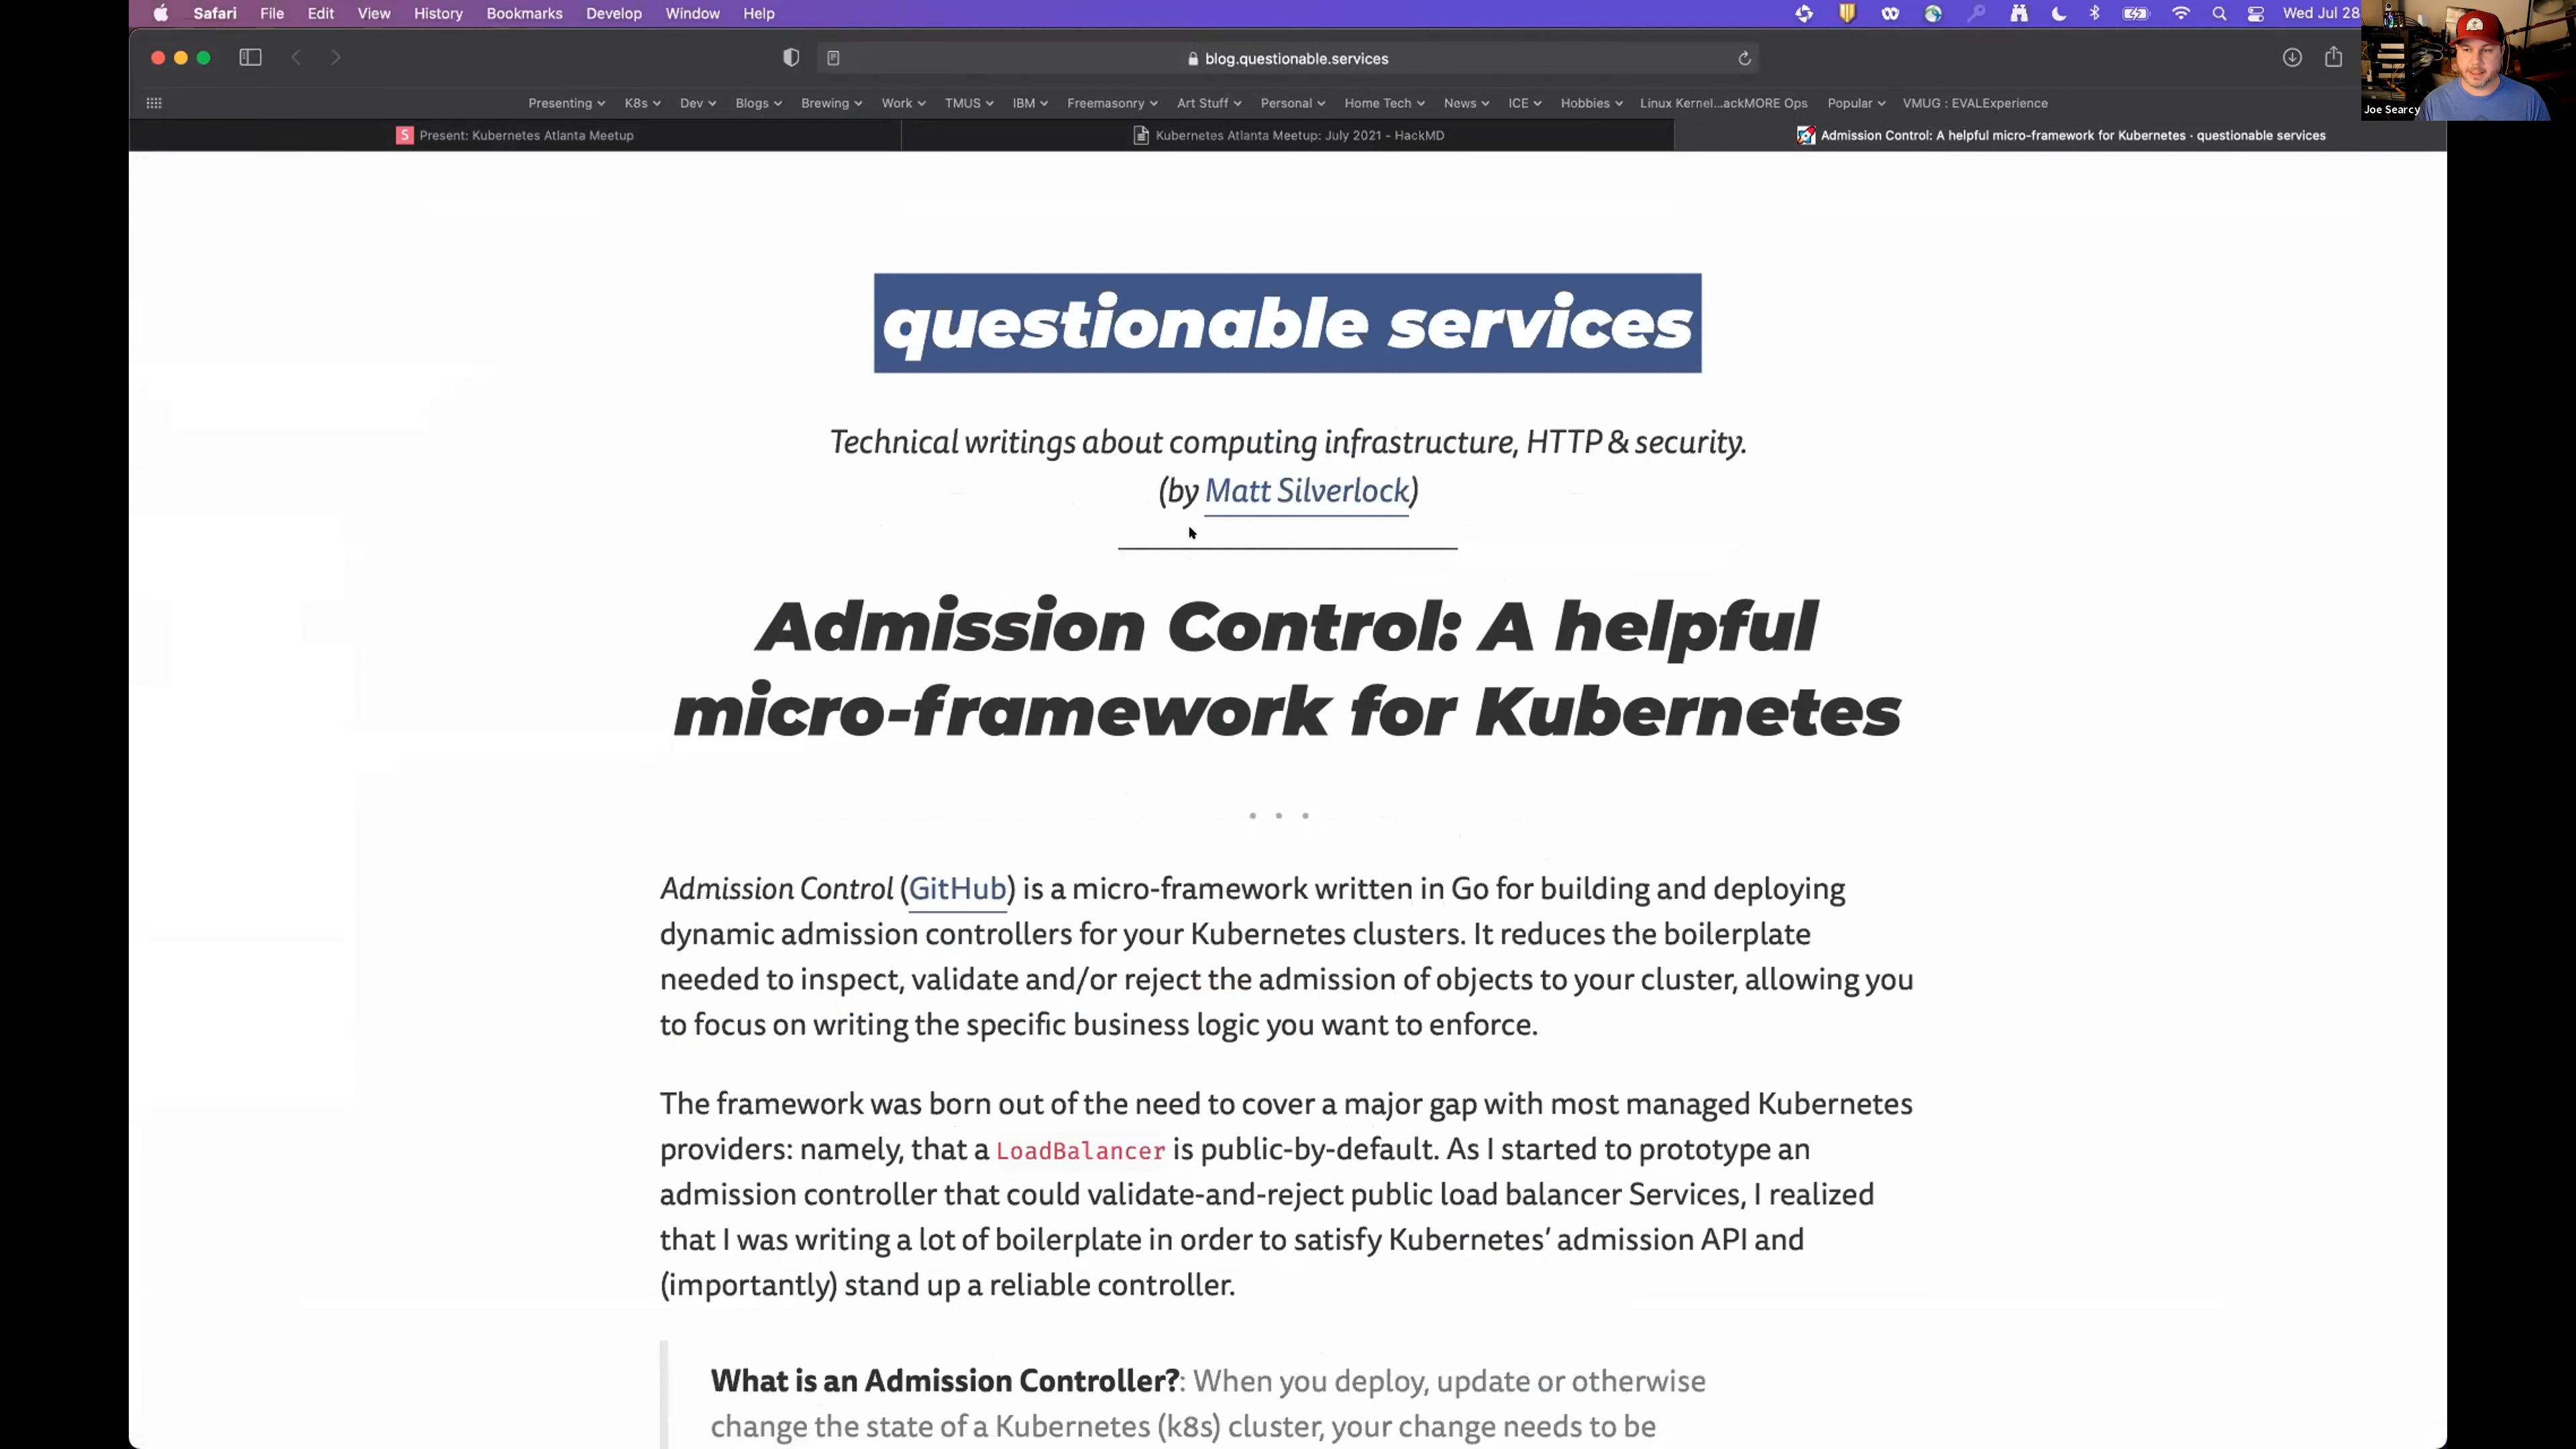 Safari File Edit View History Bookmarks Develop Window Help Wed Jul 28
blog.questionable.services
Joe Searcy
Presenting K8s Dev Blogs Brewing Work TMUS IBM Freemasonry Art Stuff Personal Home Tech News ICE Hobbies Linux Kernel...ackMORE Ops Popular VMUG : EVALExperience
S Present: Kubernetes Atlanta Meetup Kubernetes Atlanta Meetup: July 2021 - HackMD Admission Control: A helpful micro-framework for Kubernetes · questionable services
questionable services
Technical writings about computing infrastructure, HTTP & security.
(by Matt Silverlock)
Admission Control: A helpful
micro-framework for Kubernetes
Admission Control (GitHub) is a micro-framework written in Go for building and deploying
dynamic admission controllers for your Kubernetes clusters. It reduces the boilerplate
needed to inspect, validate and/or reject the admission of objects to your cluster, allowing you
to focus on writing the specific business logic you want to enforce.
The framework was born out of the need to cover a major gap with most managed Kubernetes
providers: namely, that a LoadBalancer is public-by-default. As I started to prototype an
admission controller that could validate-and-reject public load balancer Services, I realized
that I was writing a lot of boilerplate in order to satisfy Kubernetes’ admission API and
(importantly) stand up a reliable controller.
What is an Admission Controller?: When you deploy, update or otherwise
change the state of a Kubernetes (k8s) cluster, your change needs to be